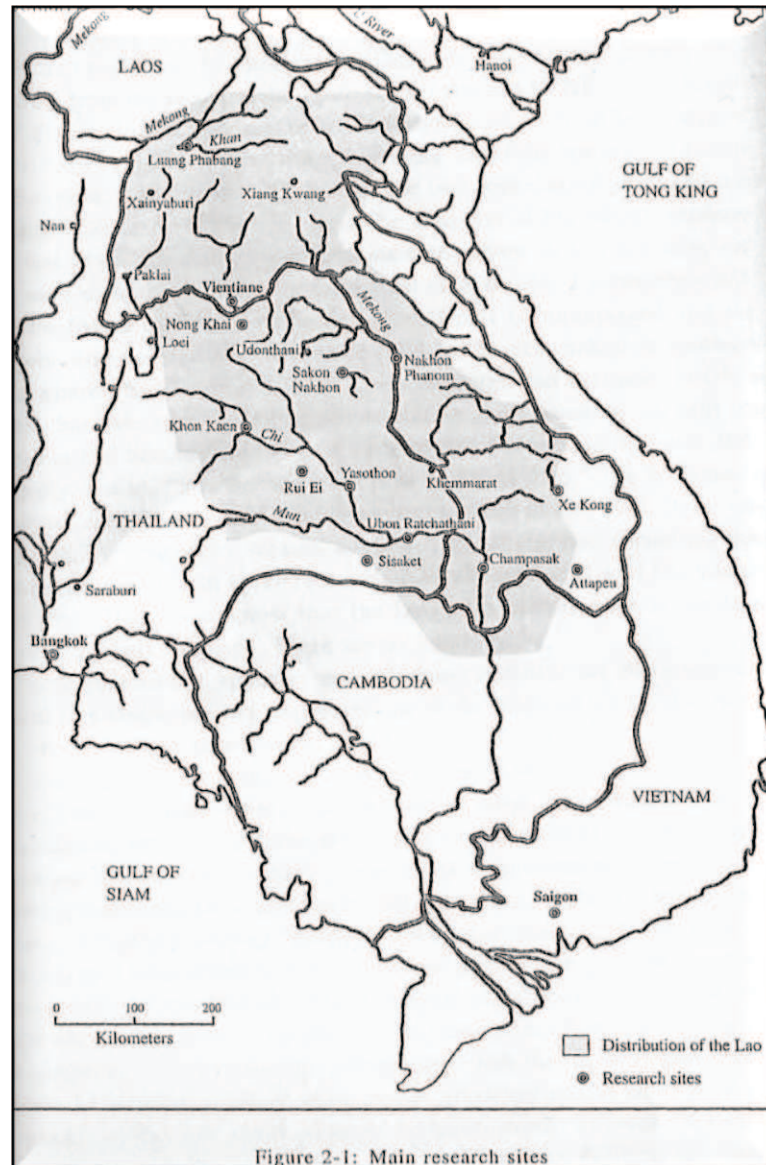 Mekong
River
Hanoi
LAOS
Mekong
Khan
Luang Phabang
GULF OF
TONG KING
Xainyaburi
Xiang Kwang
Nan
Paklai
Vientiane
Mekong
Nong Khai
Loei
Udonthani
Nakhon
Phanom
Sakon
Nakhon
Khon Kaen
Chi
Khemmarat
Rui Ei
Yasothon
Xe Kong
Mun
THAILAND
Ubon Ratchathani
Sisaket
Champasak
Attapeu
Saraburi
Bangkok
CAMBODIA
VIETNAM
GULF OF
SIAM
Saigon
0 100 200
Kilometers
Distribution of the Lao
Research sites
Figure 2-1: Main research sites